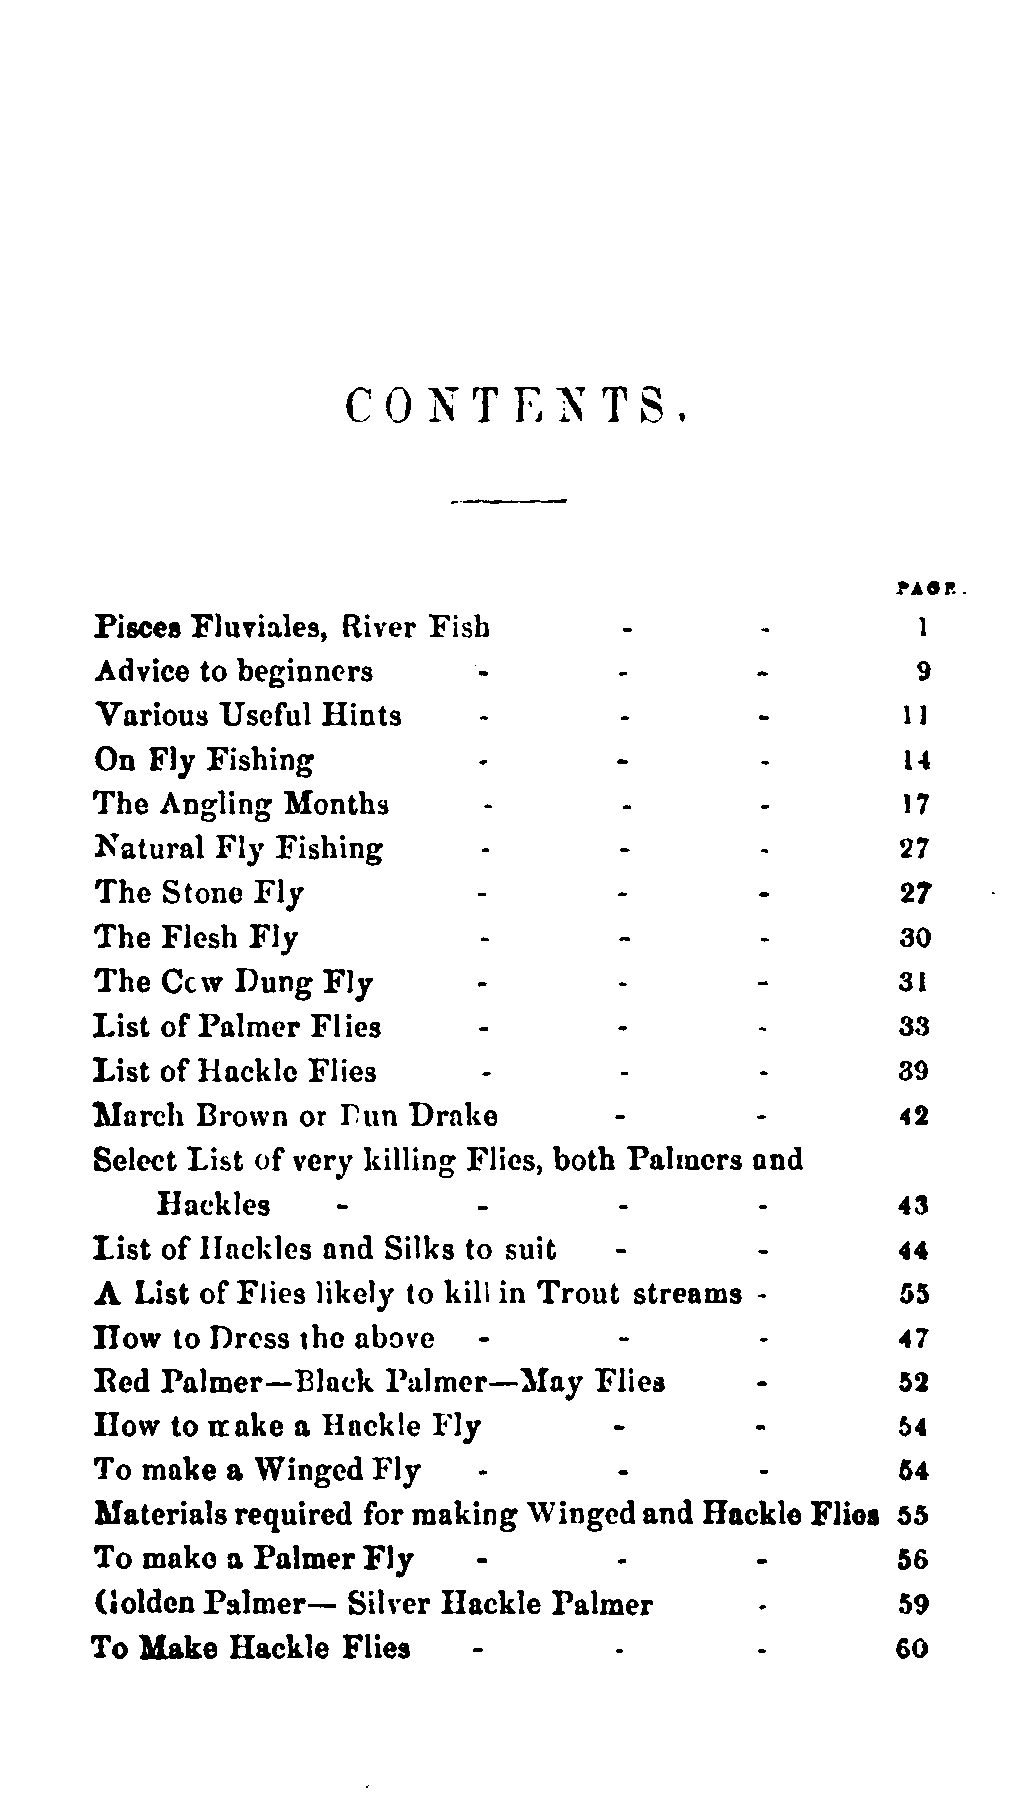 CONTENTS.
PAGE.
Pisces Fluviales, River Fish - - 1
Advice to beginners - - - 9
Various Useful Hints - - - 11
On Fly Fishing - - - 14
The Angling Months - - - 17
Natural Fly Fishing - - - 27
The Stone Fly - - - 27
The Flesh Fly - - - 30
The Cow Dung Fly - - - 31
List of Palmer Flies - - - 33
List of Hackle Flies - - - 39
March Brown or Dun Drake - - 42
Select List of very killing Flies, both Palmers and
Hackles - - - - 43
List of Hackles and Silks to suit - - 44
A List of Flies likely to kill in Trout streams - 55
How to Dress the above - - - 47
Red Palmer—Black Palmer—May Flies - 52
How to make a Hackle Fly - - 54
To make a Winged Fly - - - 54
Materials required for making Winged and Hackle Flies 55
To make a Palmer Fly - - - 56
Golden Palmer— Silver Hackle Palmer - 59
To Make Hackle Flies - - - 60